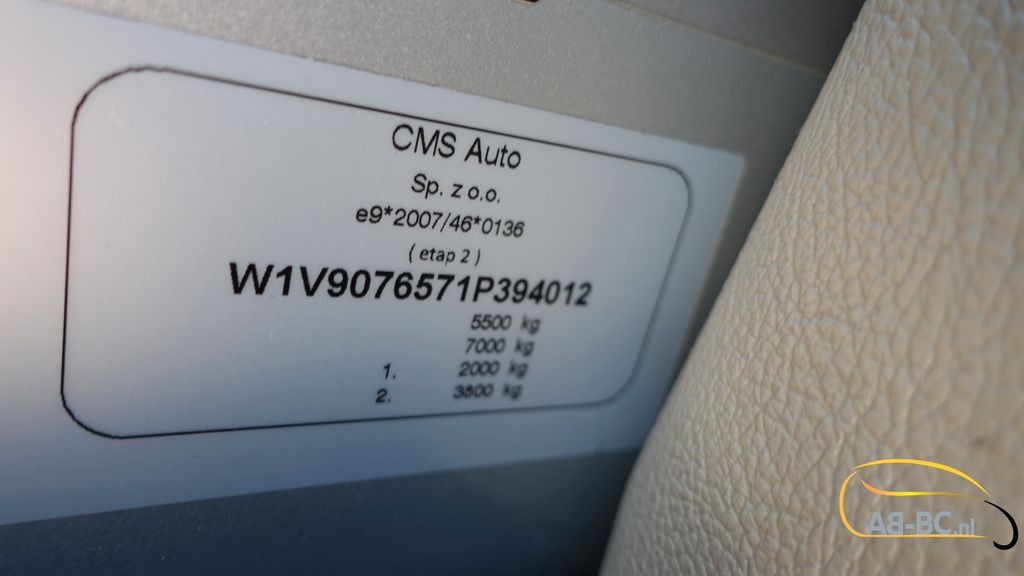 CMS Auto
Sp. z o.o.
e9*2007/46*0136
( etap 2 )
W1V9076571P394012
5500 kg
7000 kg
1. 2000 kg
2. 3800 kg
AB-BC.nl